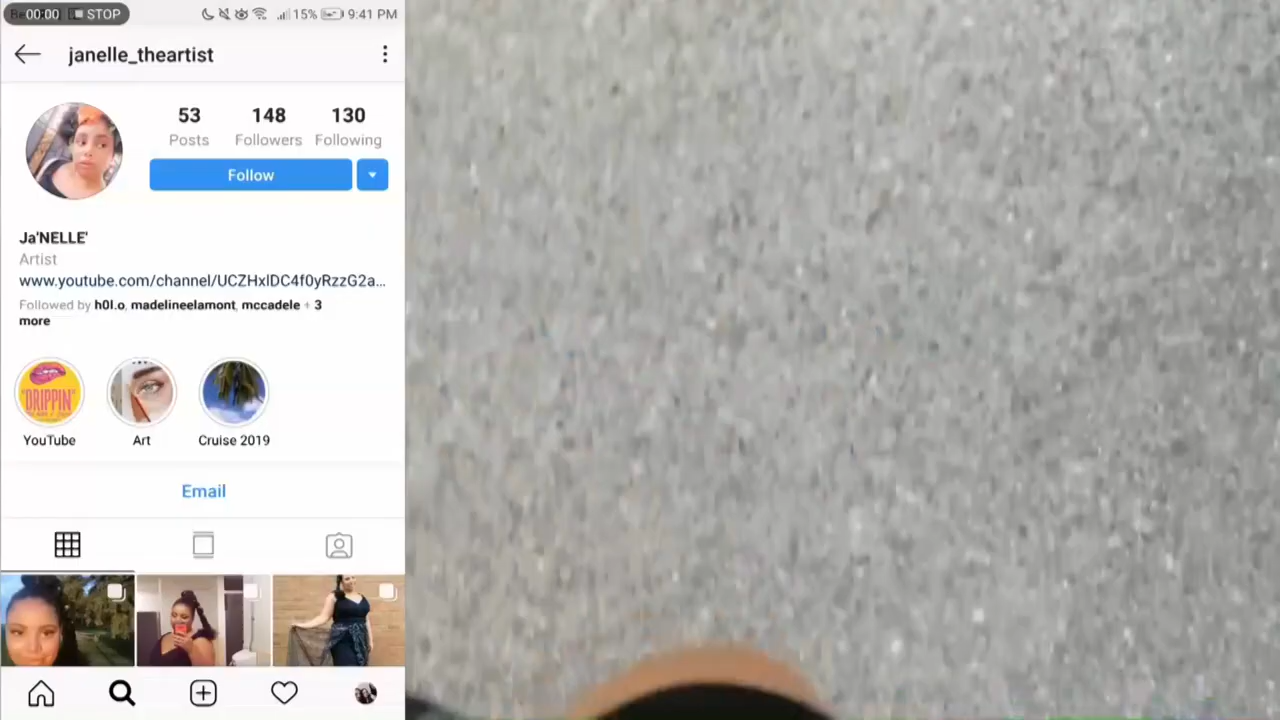 00:00 STOP 15% 9:41 PM
janelle_theartist
53 148 130
Posts Followers Following
Follow
Ja'NELLE'
Artist
www.youtube.com/channel/UCZHxlDC4f0yRzzG2a...
Followed by h0l.o, madelineelamont, mccadele + 3
more
"DRIPPIN"
YouTube Art Cruise 2019
Email